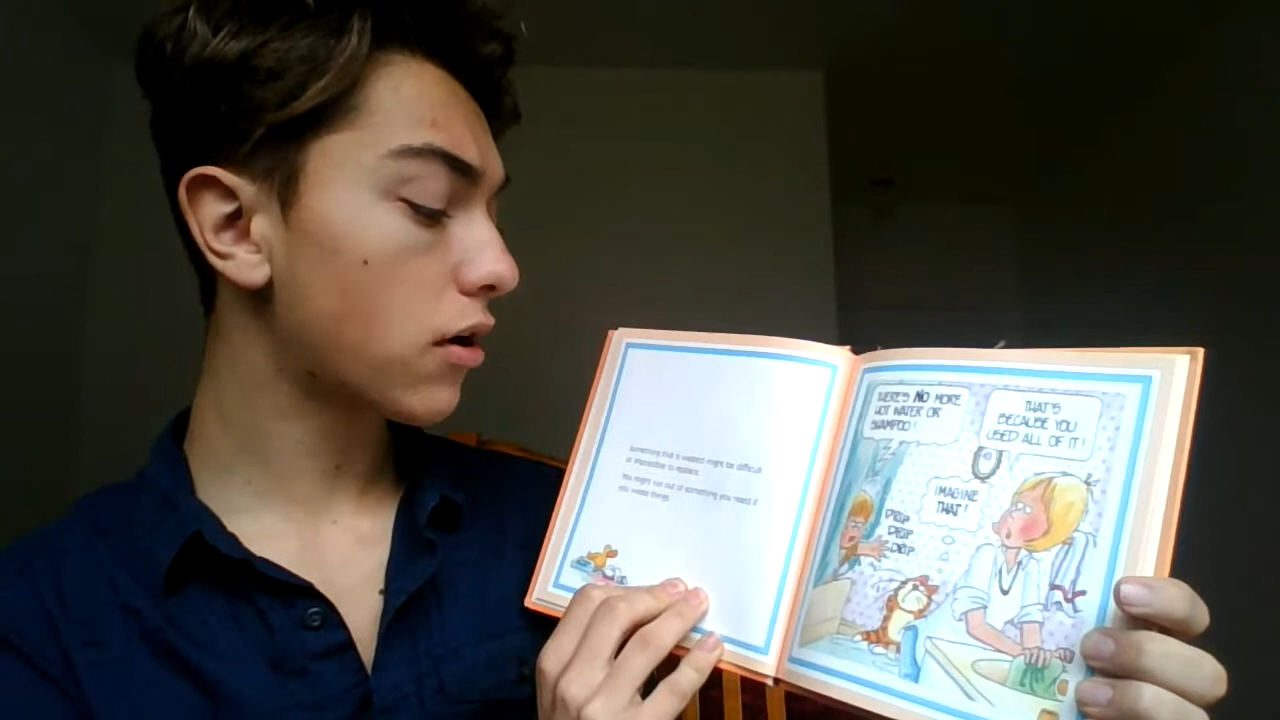 Something that is wasted might be difficult
or impossible to replace.
You might run out of something you need if
you waste things.
THERE'S NO MORE
HOT WATER OR
SHAMPOO!
THAT'S
BECAUSE YOU
USED ALL OF IT!
IMAGINE
THAT!
DRIP
DRIP
DRIP